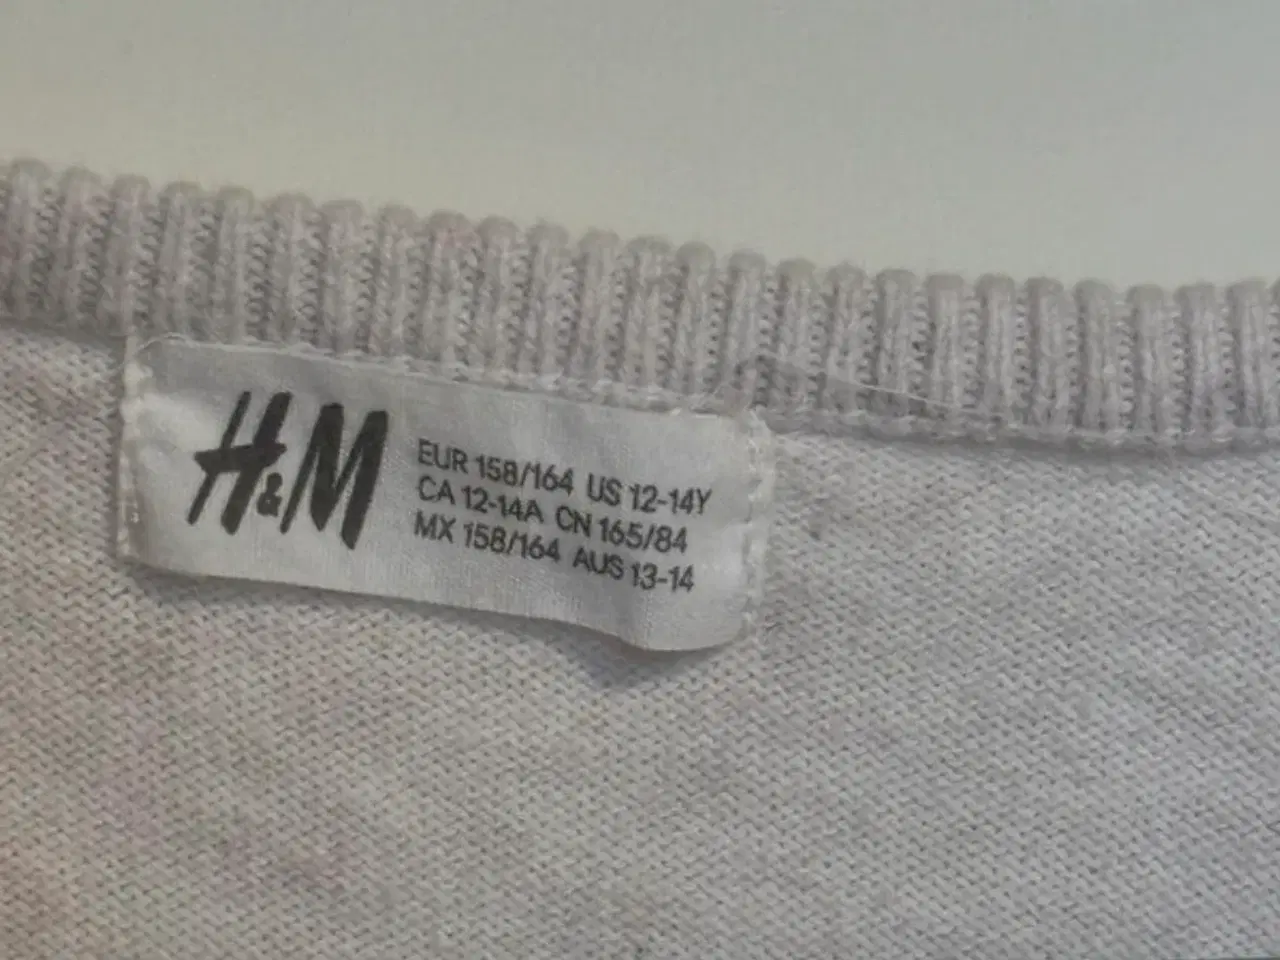 H&M
EUR 158/164 US 12-14Y
CA 12-14A CN 165/84
MX 158/164 AUS 13-14